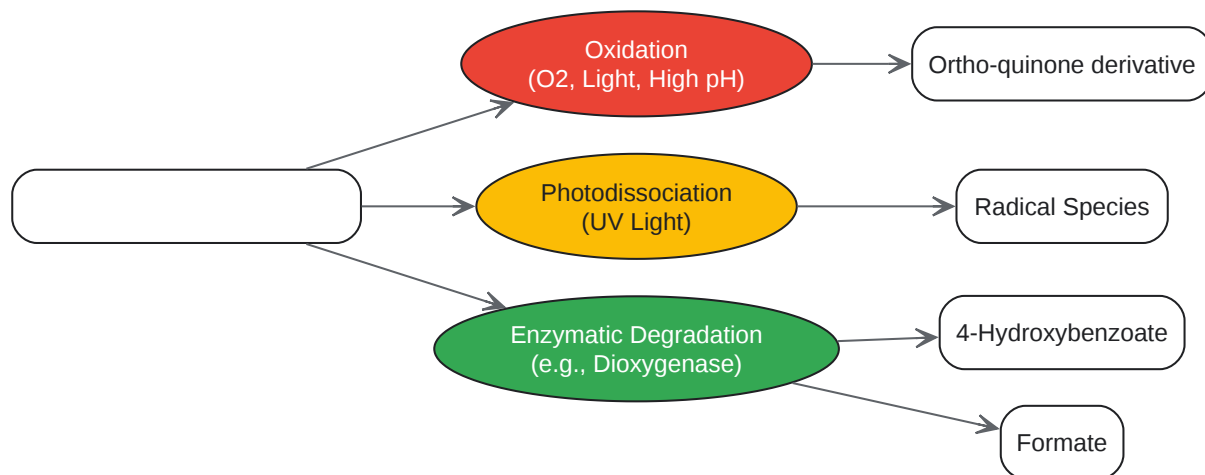 Oxidation
(O2, Light, High pH)
Ortho-quinone derivative
Photodissociation
(UV Light)
Radical Species
Enzymatic Degradation
(e.g., Dioxygenase)
4-Hydroxybenzoate
Formate